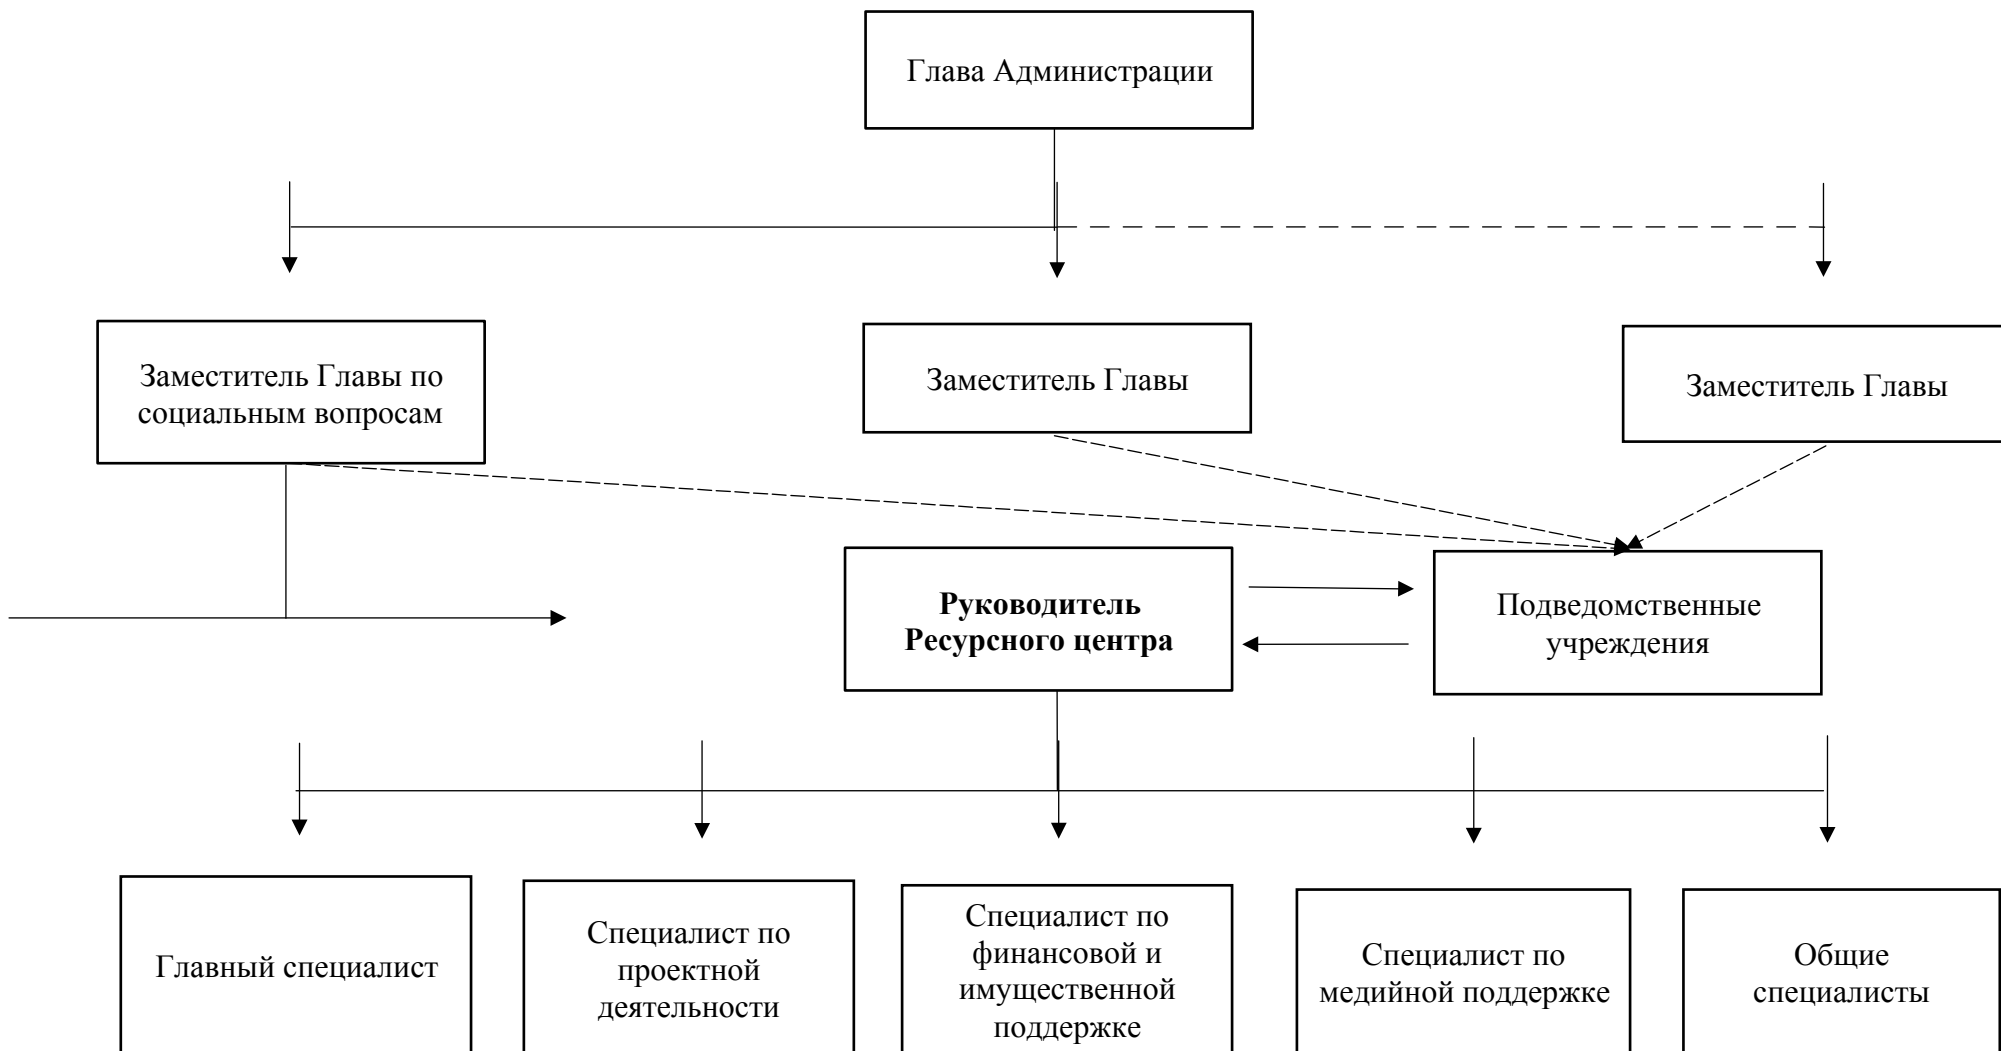 Глава Администрации
Заместитель Главы по
социальным вопросам
Заместитель Главы
Заместитель Главы
Руководитель
Ресурсного центра
Подведомственные
учреждения
Главный специалист
Специалист по
проектной
деятельности
Специалист по
финансовой и
имущественной
поддержке
Специалист по
медийной поддержке
Общие
специалисты